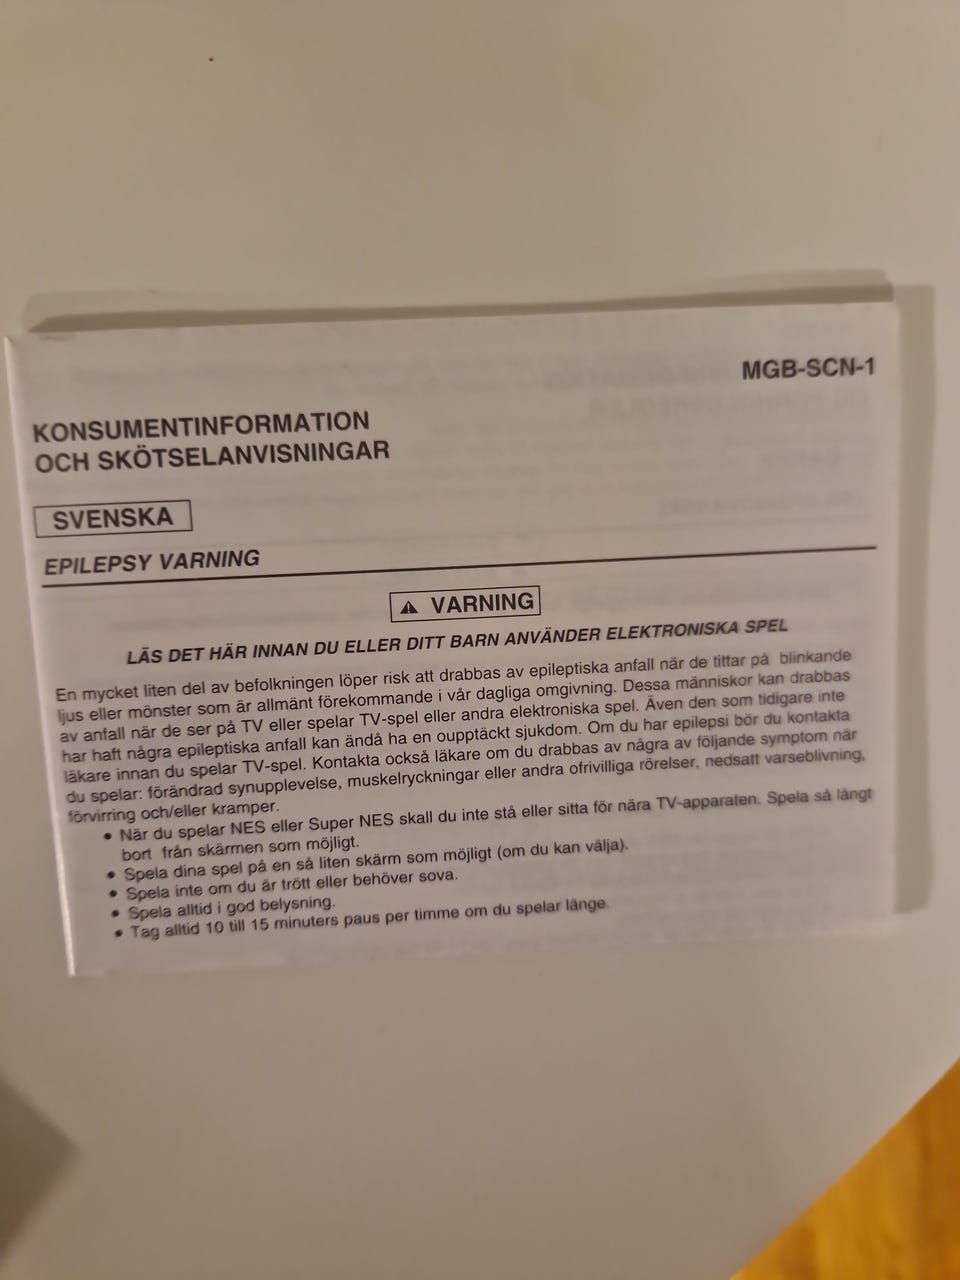 MGB-SCN-1
KONSUMENTINFORMATION
OCH SKÖTSELANVISNINGAR
SVENSKA
EPILEPSY VARNING
VARNING
LÄS DET HÄR INNAN DU ELLER DITT BARN ANVÄNDER ELEKTRONISKA SPEL
En mycket liten del av befolkningen löper risk att drabbas av epileptiska anfall när de tittar på blinkande
ljus eller mönster som är allmänt förekommande i vår dagliga omgivning. Dessa människor kan drabbas
av anfall när de ser på TV eller spelar TV-spel eller andra elektroniska spel. Även den som tidigare inte
har haft några epileptiska anfall kan ändå ha en oupptäckt sjukdom. Om du har epilepsi bör du kontakta
läkare innan du spelar TV-spel. Kontakta också läkare om du drabbas av några av följande symptom när
du spelar: förändrad synupplevelse, muskelryckningar eller andra ofrivilliga rörelser, nedsatt varseblivning,
förvirring och/eller kramper.
• När du spelar NES eller Super NES skall du inte stå eller sitta för nära TV-apparaten. Spela så långt
bort från skärmen som möjligt.
• Spela dina spel på en så liten skärm som möjligt (om du kan välja).
• Spela inte om du är trött eller behöver sova.
• Spela alltid i god belysning.
• Tag alltid 10 till 15 minuters paus per timme om du spelar länge.